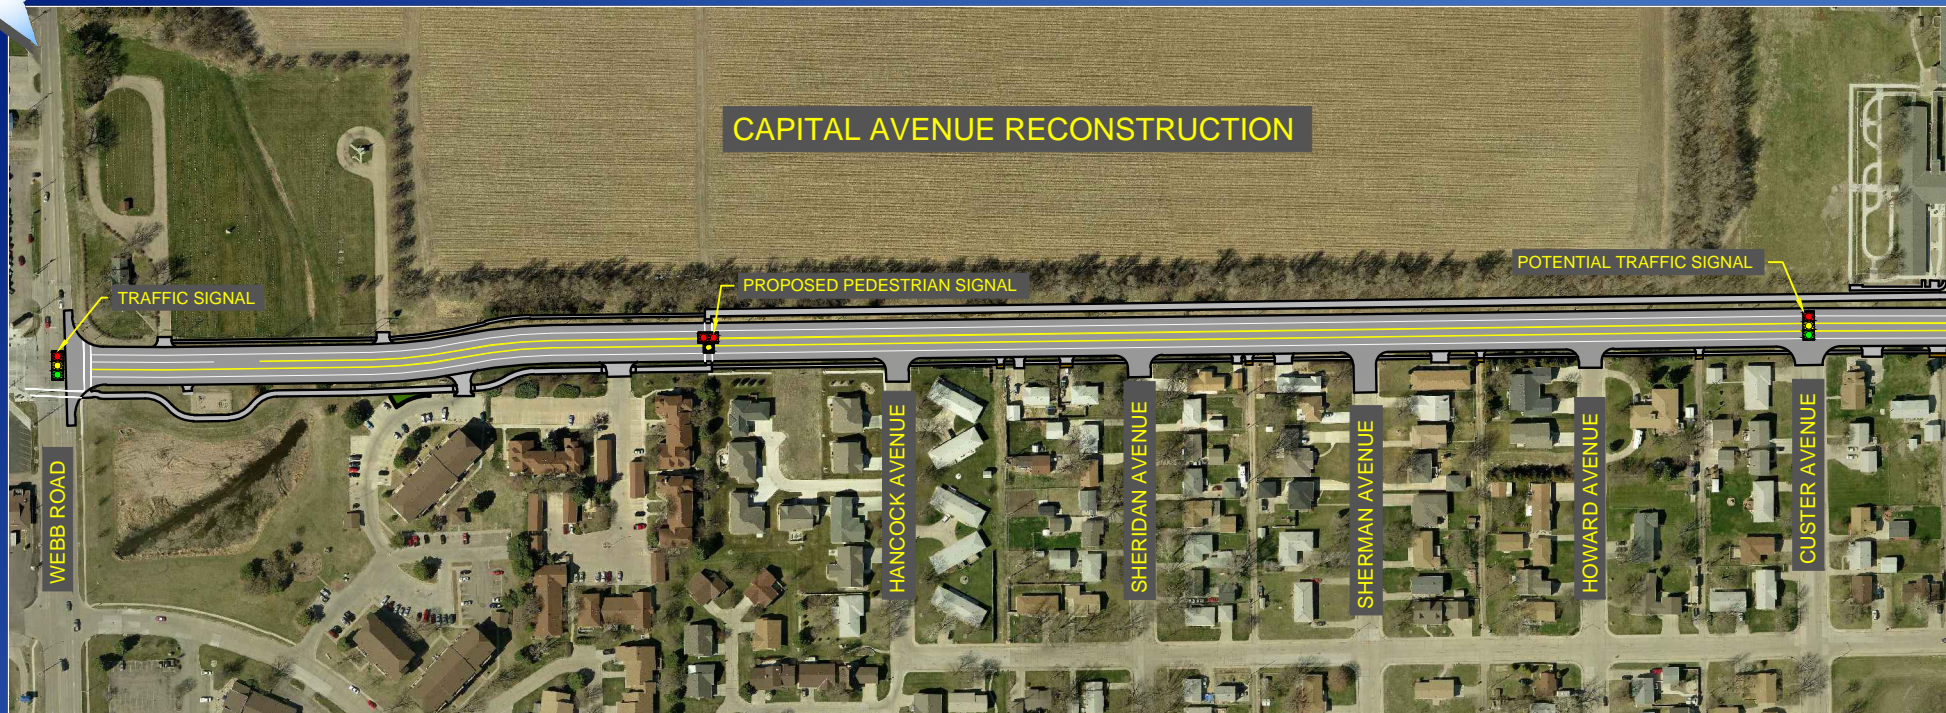 CAPITAL AVENUE RECONSTRUCTION
POTENTIAL TRAFFIC SIGNAL
PROPOSED PEDESTRIAN SIGNAL
TRAFFIC SIGNAL
WEBB ROAD
HANCOCK AVENUE
SHERIDAN AVENUE
SHERMAN AVENUE
HOWARD AVENUE
CUSTER AVENUE